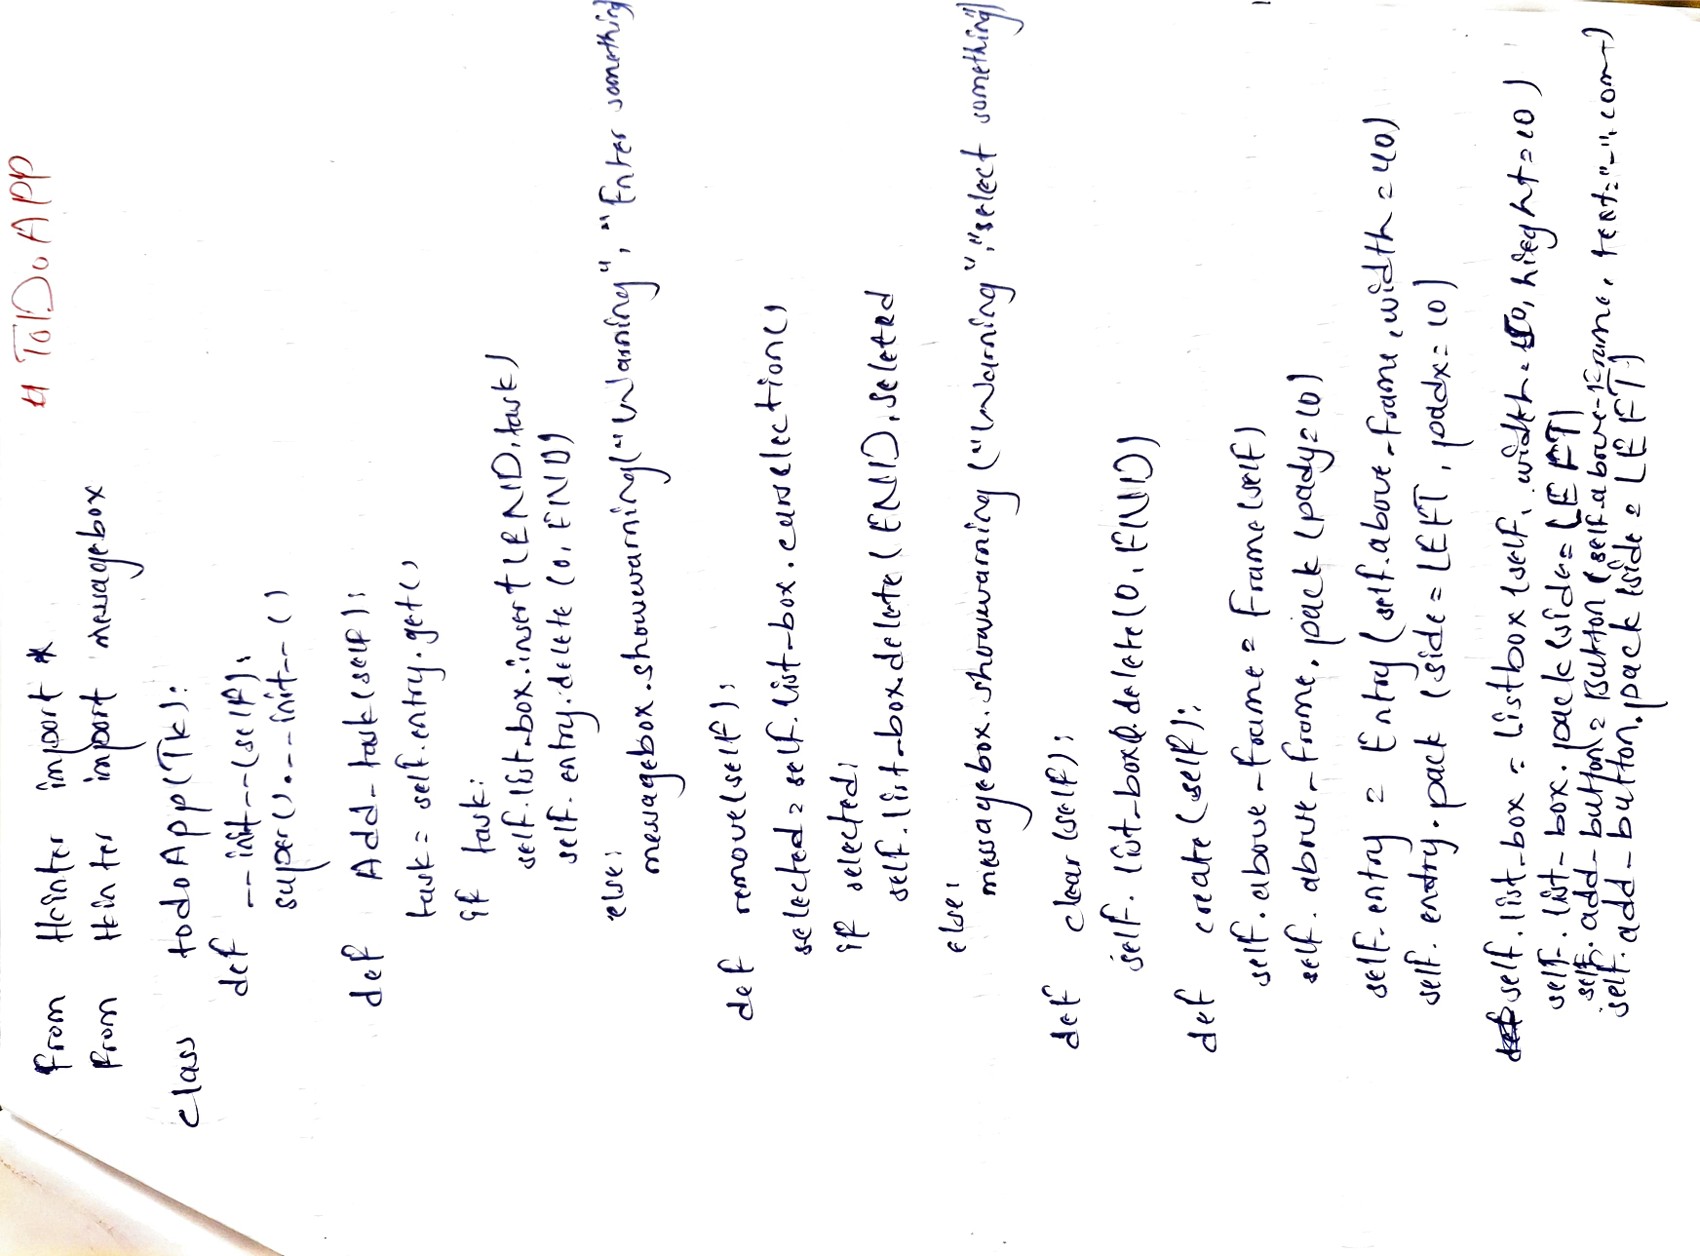 # ToDo APP
from tkinter import *
from tkinter import messagebox
class todoApp(Tk):
def __init__(self):
super().__init__()
def Add_task(self):
task = self.entry.get()
if task:
self.list_box.insert(END, task)
self.entry.delete(0, END)
else:
messagebox.showwarning("Warning", "Enter something
def remove(self):
selected = self.list_box.curselection()
if selected:
self.list_box.delete(END, seleted
else:
messagebox.showwarning("Warning", "select something")
def clear(self):
self.list_box.delete(0, END)
def create(self):
self.above_frame = Frame(self)
self.above_frame.pack(pady=10)
self.entry = Entry(self.above_frame, width=40)
self.entry.pack(side=LEFT, padx=10)
self.list_box = Listbox(self, width= hieght=10)
self.list_box.pack(side=LEFT)
self.add_button = Button(self.above_frame, text="-", com
self.add_button.pack(side=LEFT)